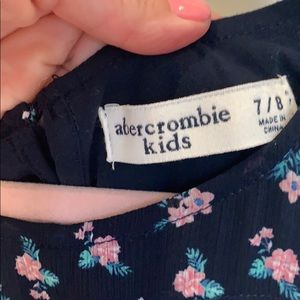 abercrombie
kids
7/8
MADE IN
CHINA